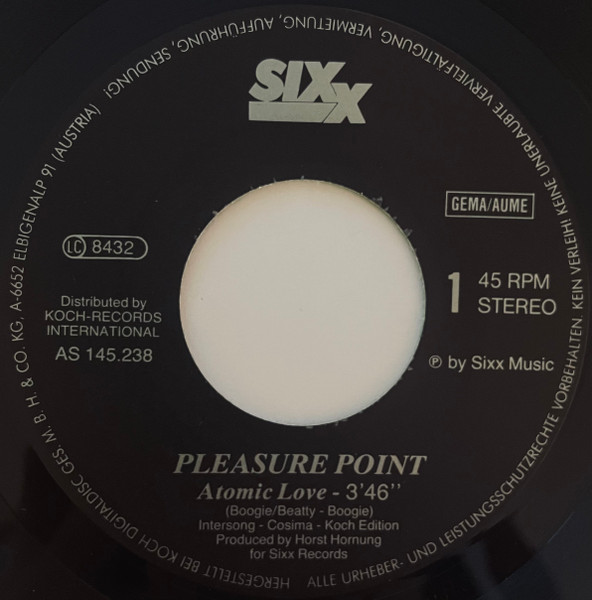 SIXX
GEMA/AUME
LC 8432
1
45 RPM
STEREO
Distributed by
KOCH-RECORDS
INTERNATIONAL
AS 145.238
℗ by Sixx Music
PLEASURE POINT
Atomic Love - 3'46''
(Boogie/Beatty - Boogie)
Intersong - Cosima - Koch Edition
Produced by Horst Hornung
for Sixx Records
HERGESTELLT BEI KOCH DIGITALDISC GES. M. B. H. & CO. KG, A-6652 ELBIGENALP 91 (AUSTRIA)
ALLE URHEBER- UND LEISTUNGSSCHUTZRECHTE VORBEHALTEN. KEIN VERLEIH! KEINE UNERLAUBTE VERVIELFÄLTIGUNG, VERMIETUNG, AUFFÜHRUNG, SENDUNG!